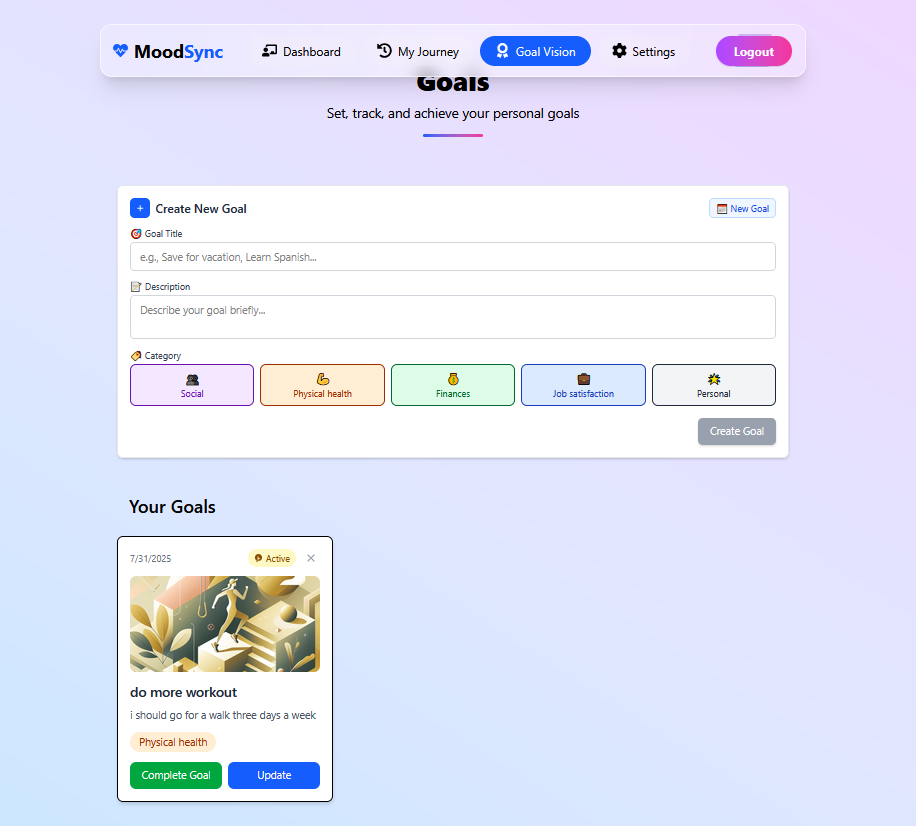 MoodSync
Dashboard
My Journey
Goal Vision
Settings
Logout
Goals
Set, track, and achieve your personal goals
+ Create New Goal
New Goal
Goal Title
e.g., Save for vacation, Learn Spanish...
Description
Describe your goal briefly...
Category
Social
Physical health
Finances
Job satisfaction
Personal
Create Goal
Your Goals
7/31/2025
Active
do more workout
i should go for a walk three days a week
Physical health
Complete Goal
Update